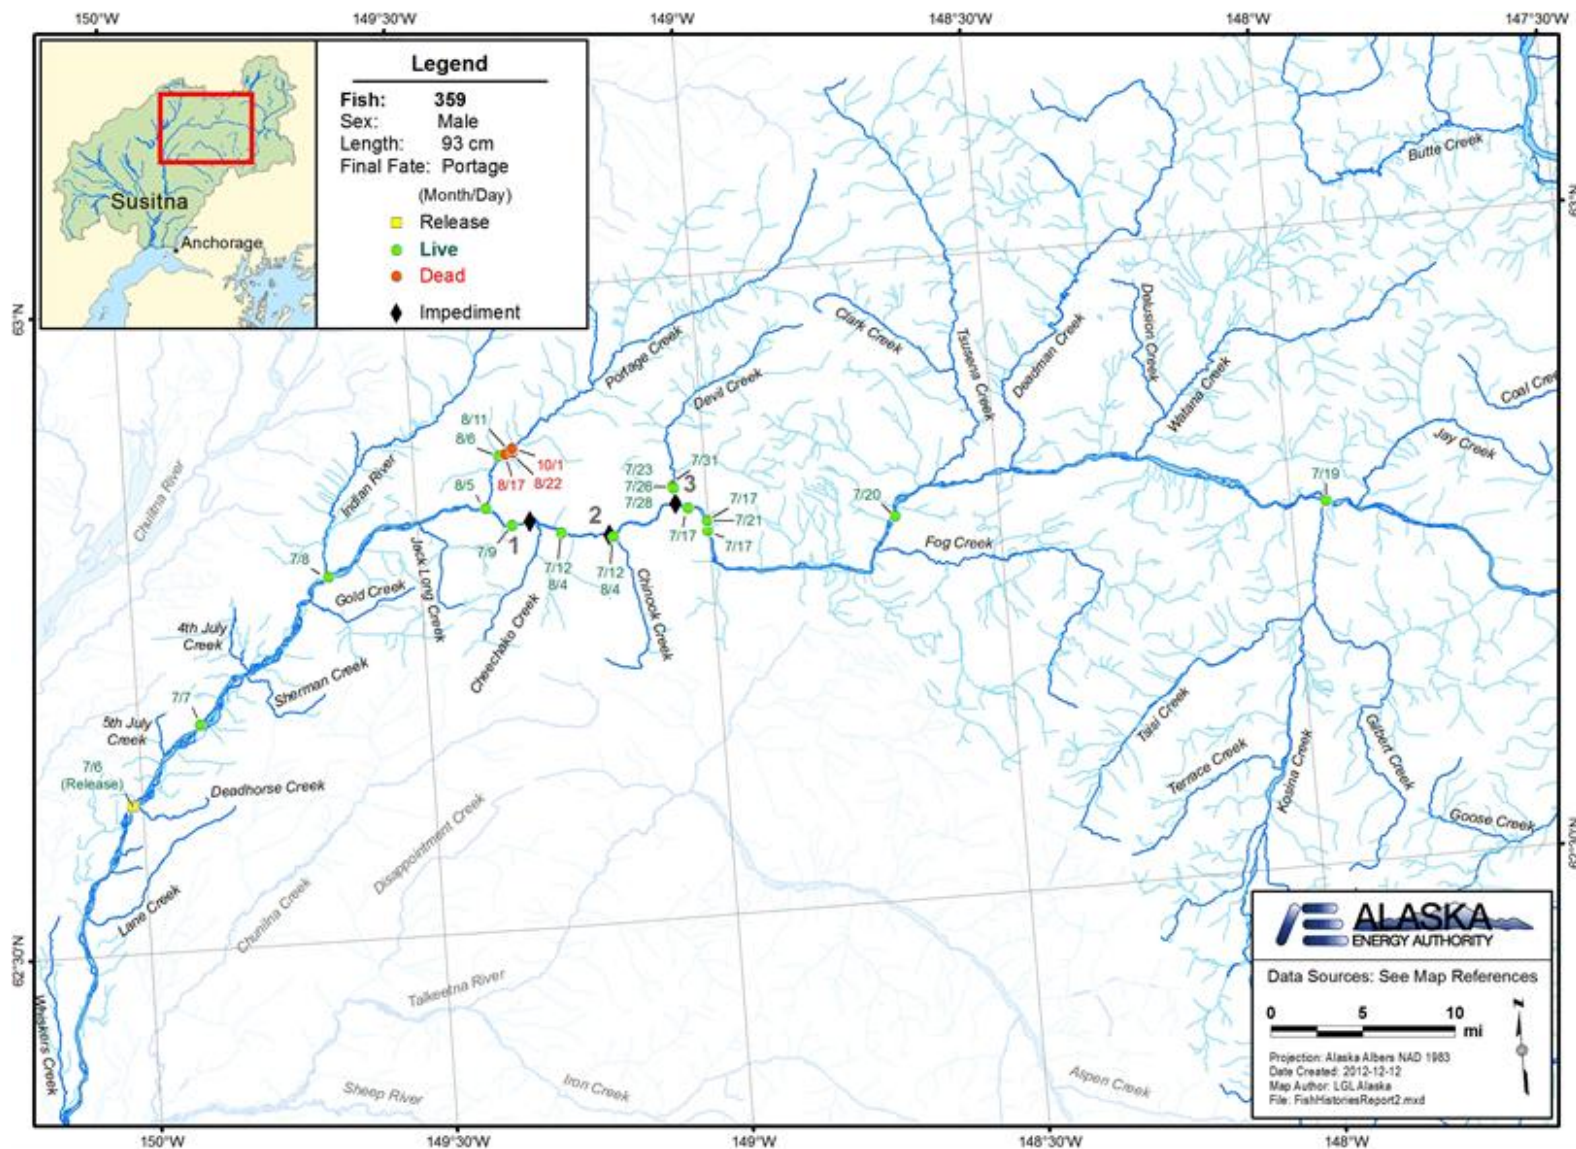 150°W
149°30'W
149°W
148°30'W
148°W
147°30'W
Legend
Fish: 359
Sex: Male
Length: 93 cm
Final Fate: Portage
(Month/Day)
Release
Live
Dead
Impediment
Susitna
Anchorage
63°N
63°N
Butte Creek
Portage Creek
Clark Creek
Tsusena Creek
Deadman Creek
Delusion Creek
Watana Creek
Coal Cree
Devil Creek
Jay Creek
Chulitna River
Indian River
8/11
8/6
10/1
8/17
8/22
8/5
7/23
7/26
7/28
7/31
3
7/17
7/21
7/17
7/17
7/20
7/19
2
1
7/9
7/12
8/4
7/12
8/4
Fog Creek
7/8
Gold Creek
Jack Long Creek
Cheechako Creek
Chinook Creek
4th July
Creek
Sherman Creek
7/7
5th July
Creek
7/6
(Release)
Deadhorse Creek
Tsisi Creek
Terrace Creek
Kosina Creek
Gilbert Creek
Goose Creek
62°30'N
Disappointment Creek
Lane Creek
Chunilna Creek
62°30'N
Talkeetna River
Whiskers Creek
Sheep River
Iron Creek
Aspen Creek
ALASKA
ENERGY AUTHORITY
Data Sources: See Map References
0 5 10
mi
N
Projection: Alaska Albers NAD 1983
Date Created: 2012-12-12
Map Author: LGL Alaska
File: FishHistoriesReport2.mxd
150°W
149°30'W
149°W
148°30'W
148°W